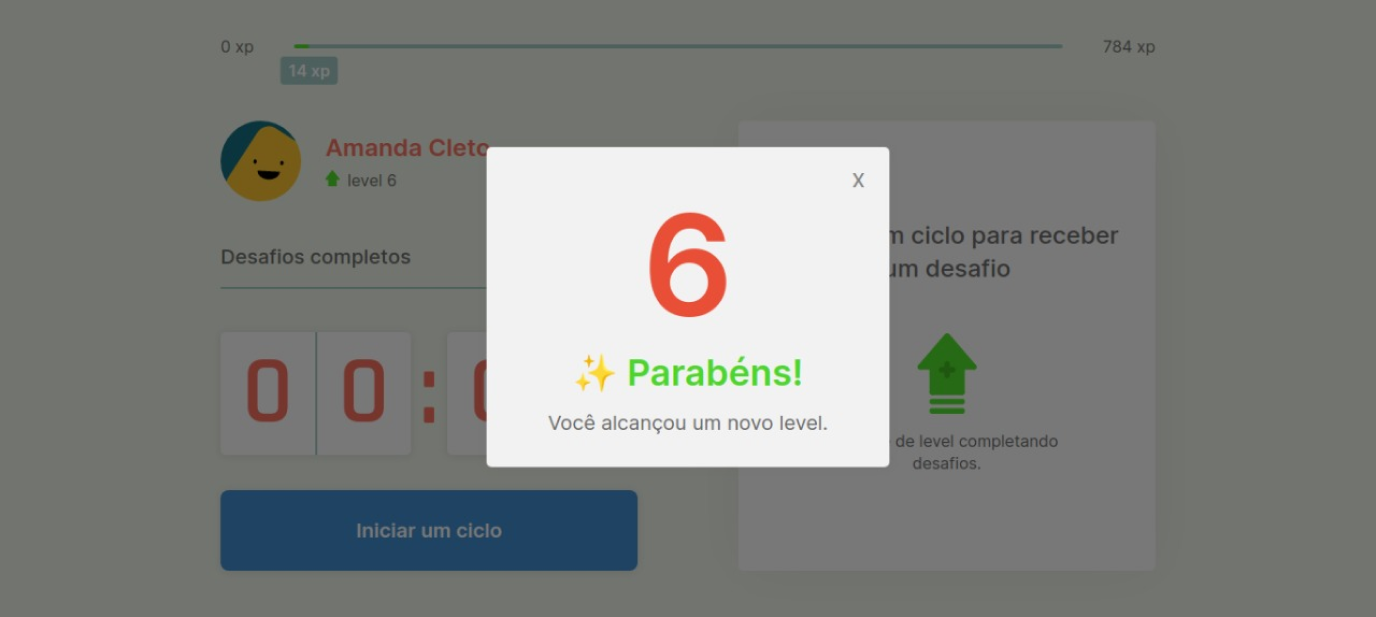 0 xp
784 xp
14 xp
Amanda Cleto
level 6
Desafios completos
0 0 :
Iniciar um ciclo
X
6
✨ Parabéns!
Você alcançou um novo level.
ciclo para receber
um desafio
de level completando
desafios.